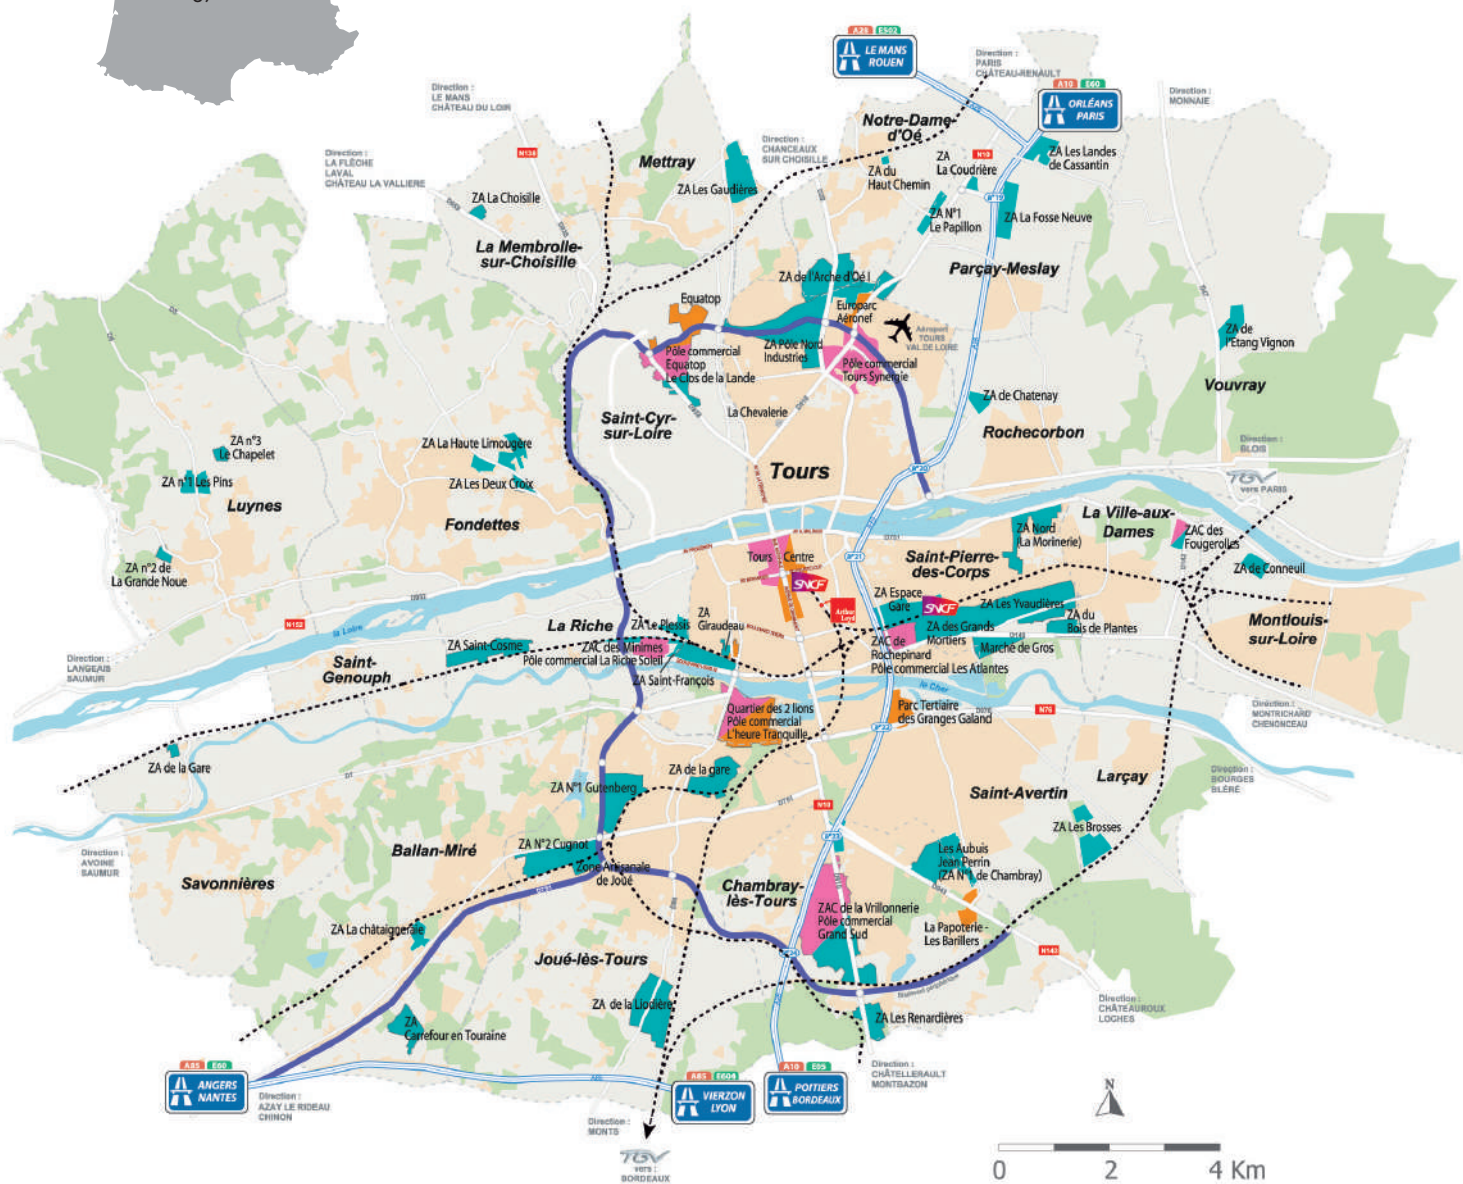 A28 E502
LE MANS
ROUEN
Direction :
PARIS
CHÂTEAU-RENAULT
A10 E60
ORLÉANS
PARIS
Direction :
MONNAIE
Direction :
LE MANS
CHÂTEAU DU LOIR
Direction :
LA FLÈCHE
LAVAL
CHÂTEAU LA VALLIERE
N138
Direction :
CHANCEAUX
SUR CHOISILLE
Notre-Dame-
d'Oé
N10
Mettray
ZA Les Gaudières
ZA du
Haut Chemin
ZA
La Coudrière
ZA Les Landes
de Cassantin
ZA La Choisille
ZA N°1
Le Papillon
ZA La Fosse Neuve
La Membrolle-
sur-Choisille
Parçay-Meslay
ZA de l'Arche d'Oé I
Equatop
Europarc
Aéronef
Aéroport
TOURS
VAL DE LOIRE
ZA Pôle Nord
Industries
Pôle commercial
Equatop
Le Clos de la Lande
Pôle commercial
Tours Synergie
ZA de
l'Etang Vignon
Vouvray
ZA de Chatenay
La Chevalerie
Saint-Cyr-
sur-Loire
Rochecorbon
ZA n°3
Le Chapelet
ZA La Haute Limougère
ZA n°1 Les Pins
ZA Les Deux Croix
Luynes
Fondettes
Tours
Direction :
BLOIS
TGV
vers PARIS
La Ville-aux-
Dames
ZA Nord
(La Morinerie)
ZAC des
Fougerolles
ZA n°2 de
La Grande Noue
Tours Centre
SNCF
Saint-Pierre-
des-Corps
ZA de Conneuil
ZA Espace
Gare
SNCF
ZA Les Yvaudières
Arthur
Loyd
N152
la Loire
La Riche
ZA Le Plessis
ZA
Giraudeau
ZA des Grands
Mortiers
ZA du
Bois de Plantes
Montlouis-
sur-Loire
ZA Saint-Cosme
ZAC des Minimes
Pôle commercial La Riche Soleil
ZAC de
Rochepinard
Pôle commercial Les Atlantes
Marché de Gros
Direction :
LANGEAIS
SAUMUR
Saint-
Genouph
ZA Saint-François
le Cher
Quartier des 2 lions
Pôle commercial
L'heure Tranquille
Parc Tertiaire
des Granges Galand
N76
Direction :
MONTRICHARD
CHENONCEAU
ZA de la Gare
ZA de la gare
Larçay
Direction :
BOURGES
BLÉRÉ
ZA N°1 Gutenberg
N10
Saint-Avertin
ZA Les Brosses
ZA N°2 Cugnot
Ballan-Miré
Les Aubuis
Jean Perrin
(ZA N°1 de Chambray)
Direction :
AVOINE
SAUMUR
Savonnières
Zone Artisanale
de Joué
Chambray-
lès-Tours
ZAC de la Vrillonnerie
Pôle commercial
Grand Sud
La Papoterie -
Les Barillers
ZA La châtaigneraie
N143
Joué-lès-Tours
Boulevard périphérique
ZA de la Liodière
ZA Les Renardières
Direction :
CHÂTEAUROUX
LOCHES
ZA
Carrefour en Touraine
A85 E60
ANGERS
NANTES
Direction :
AZAY LE RIDEAU
CHINON
A85 E604
VIERZON
LYON
A10 E05
POITIERS
BORDEAUX
Direction :
CHÂTELLERAULT
MONTBAZON
Direction :
MONTS
TGV
vers :
BORDEAUX
N
0 2 4 Km